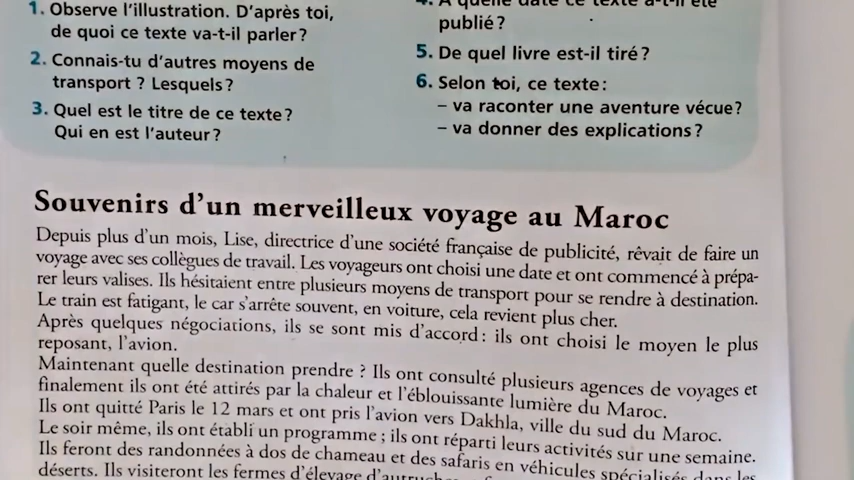 1. Observe l'illustration. D'après toi,
de quoi ce texte va-t-il parler ?
2. Connais-tu d'autres moyens de
transport ? Lesquels ?
3. Quel est le titre de ce texte ?
Qui en est l'auteur ?
4. À quelle date ce texte a-t-il été
publié ?
5. De quel livre est-il tiré ?
6. Selon toi, ce texte :
– va raconter une aventure vécue ?
– va donner des explications ?
Souvenirs d'un merveilleux voyage au Maroc
Depuis plus d'un mois, Lise, directrice d'une société française de publicité, rêvait de faire un
voyage avec ses collègues de travail. Les voyageurs ont choisi une date et ont commencé à prépa-
rer leurs valises. Ils hésitaient entre plusieurs moyens de transport pour se rendre à destination.
Le train est fatigant, le car s'arrête souvent, en voiture, cela revient plus cher.
Après quelques négociations, ils se sont mis d'accord : ils ont choisi le moyen le plus
reposant, l'avion.
Maintenant quelle destination prendre ? Ils ont consulté plusieurs agences de voyages et
finalement ils ont été attirés par la chaleur et l'éblouissante lumière du Maroc.
Ils ont quitté Paris le 12 mars et ont pris l'avion vers Dakhla, ville du sud du Maroc.
Le soir même, ils ont établi un programme ; ils ont réparti leurs activités sur une semaine.
Ils feront des randonnées à dos de chameau et des safaris en véhicules spécialisés dans les
déserts. Ils visiteront les fermes d'élevage